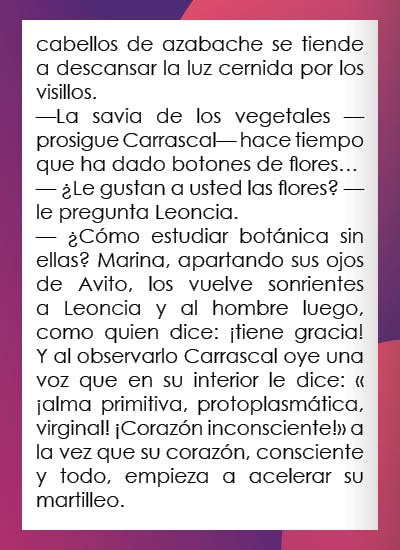 cabellos de azabache se tiende
a descansar la luz cernida por los
visillos.
—La savia de los vegetales —
prosigue Carrascal— hace tiempo
que ha dado botones de flores…
— ¿Le gustan a usted las flores? —
le pregunta Leoncia.
— ¿Cómo estudiar botánica sin
ellas? Marina, apartando sus ojos
de Avito, los vuelve sonrientes
a Leoncia y al hombre luego,
como quien dice: ¡tiene gracia!
Y al observarlo Carrascal oye una
voz que en su interior le dice: «
¡alma primitiva, protoplasmática,
virginal! ¡Corazón inconsciente!» a
la vez que su corazón, consciente
y todo, empieza a acelerar su
martilleo.